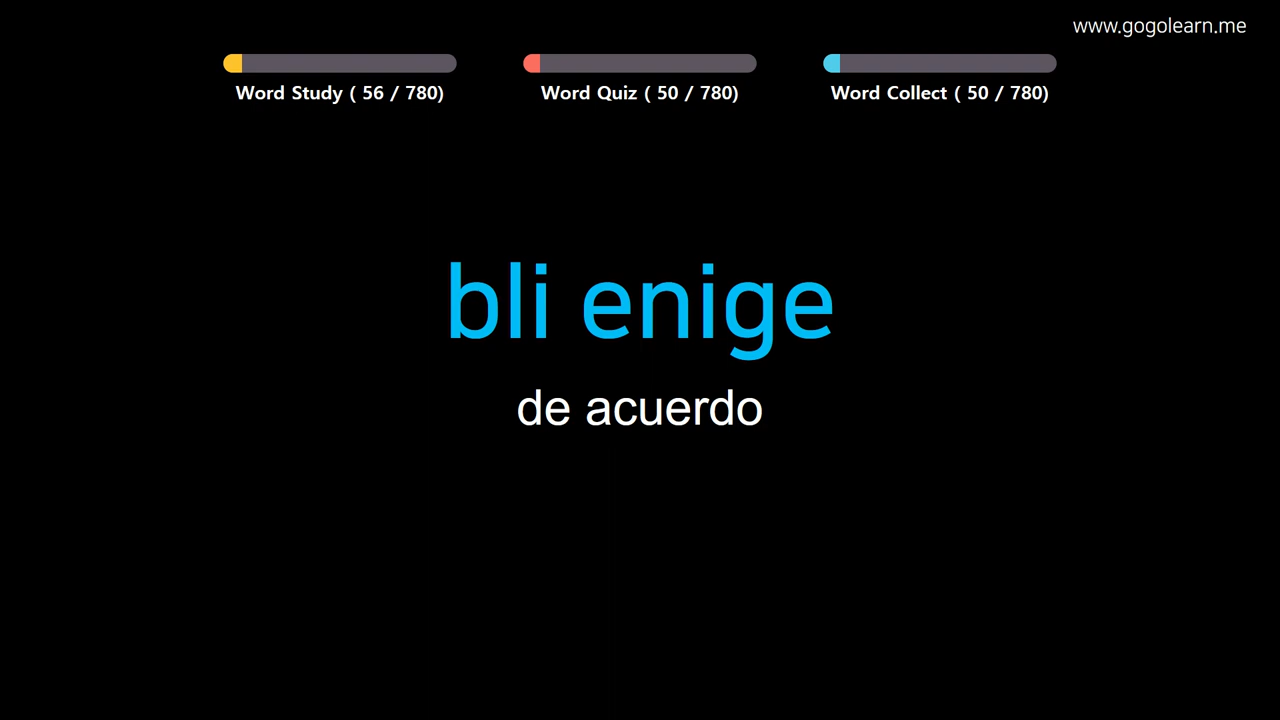 www.gogolearn.me
Word Study ( 56 / 780)
Word Quiz ( 50 / 780)
Word Collect ( 50 / 780)
bli enige
de acuerdo